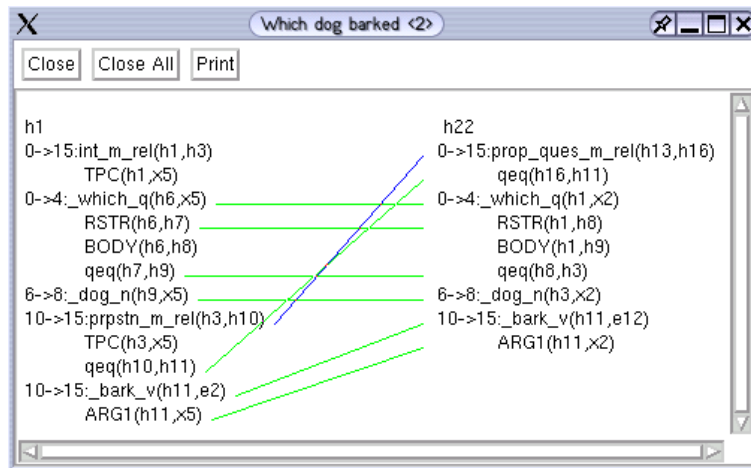 Which dog barked <2>
Close Close All Print
h1
0->15:int_m_rel(h1,h3)
TPC(h1,x5)
0->4:_which_q(h6,x5)
RSTR(h6,h7)
BODY(h6,h8)
qeq(h7,h9)
6->8:_dog_n(h9,x5)
10->15:prpstn_m_rel(h3,h10)
TPC(h3,x5)
qeq(h10,h11)
10->15:_bark_v(h11,e2)
ARG1(h11,x5)
h22
0->15:prop_ques_m_rel(h13,h16)
qeq(h16,h11)
0->4:_which_q(h1,x2)
RSTR(h1,h8)
BODY(h1,h9)
qeq(h8,h3)
6->8:_dog_n(h3,x2)
10->15:_bark_v(h11,e12)
ARG1(h11,x2)